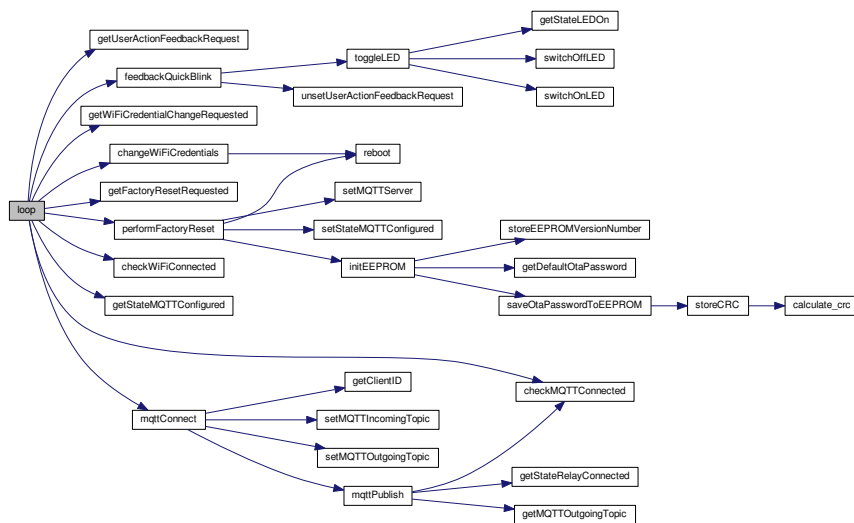 getStateLEDOn
getUserActionFeedbackRequest
toggleLED
switchOffLED
feedbackQuickBlink
unsetUserActionFeedbackRequest
switchOnLED
getWiFiCredentialChangeRequested
changeWiFiCredentials
reboot
getFactoryResetRequested
setMQTTServer
loop
performFactoryReset
setStateMQTTConfigured
storeEEPROMVersionNumber
checkWiFiConnected
initEEPROM
getDefaultOtaPassword
getStateMQTTConfigured
saveOtaPasswordToEEPROM
storeCRC
calculate_crc
getClientID
checkMQTTConnected
mqttConnect
setMQTTIncomingTopic
setMQTTOutgoingTopic
getStateRelayConnected
mqttPublish
getMQTTOutgoingTopic